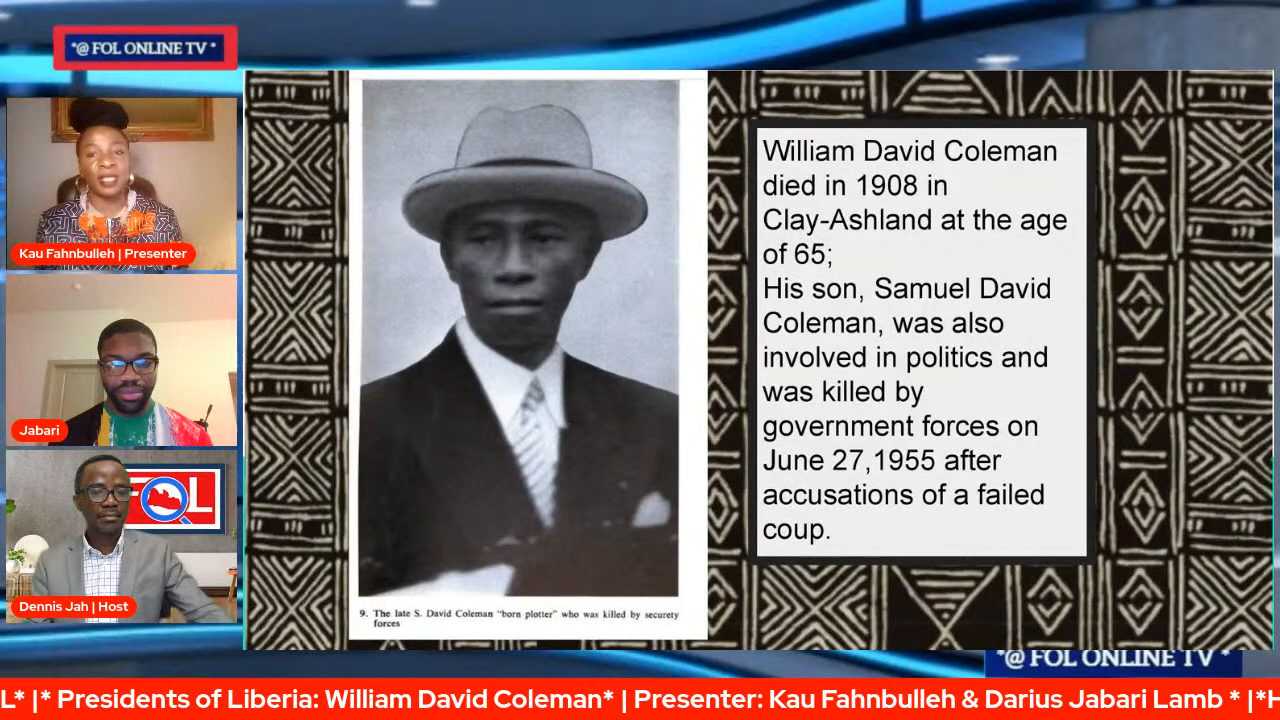 *@ FOL ONLINE TV *
Kau Fahnbulleh | Presenter
Jabari
FOL
Dennis Jah | Host
9. The late S. David Coleman "born plotter" who was killed by securety
forces
William David Coleman
died in 1908 in
Clay-Ashland at the age
of 65;
His son, Samuel David
Coleman, was also
involved in politics and
was killed by
government forces on
June 27,1955 after
accusations of a failed
coup.
*@ FOL ONLINE TV *
L* |* Presidents of Liberia: William David Coleman* | Presenter: Kau Fahnbulleh & Darius Jabari Lamb * |*H